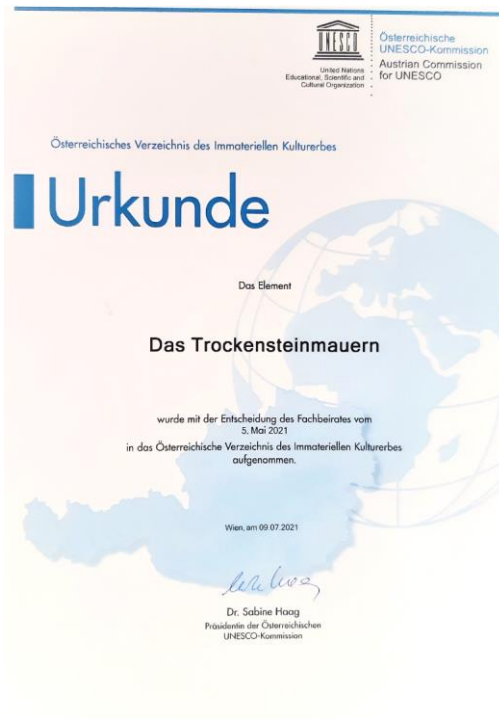 UNESCO
United Nations
Educational, Scientific and
Cultural Organization
Österreichische
UNESCO-Kommission
Austrian Commission
for UNESCO
Österreichisches Verzeichnis des Immateriellen Kulturerbes
Urkunde
Das Element
Das Trockensteinmauern
wurde mit der Entscheidung des Fachbeirates vom
5. Mai 2021
in das Österreichische Verzeichnis des Immateriellen Kulturerbes
aufgenommen.
Wien, am 09.07.2021
Dr. Sabine Haag
Präsidentin der Österreichischen
UNESCO-Kommission